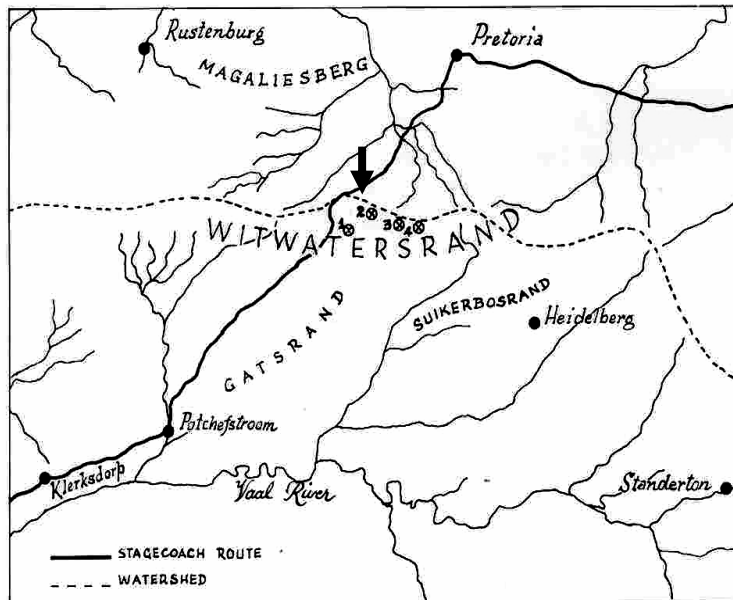 Rustenburg
Pretoria
MAGALIESBERG
1
2
3
4
WITWATERSRAND
GATSRAND
SUIKERBOSRAND
Heidelberg
Potchefstroom
Klerksdorp
Vaal River
Standerton
STAGECOACH ROUTE
WATERSHED